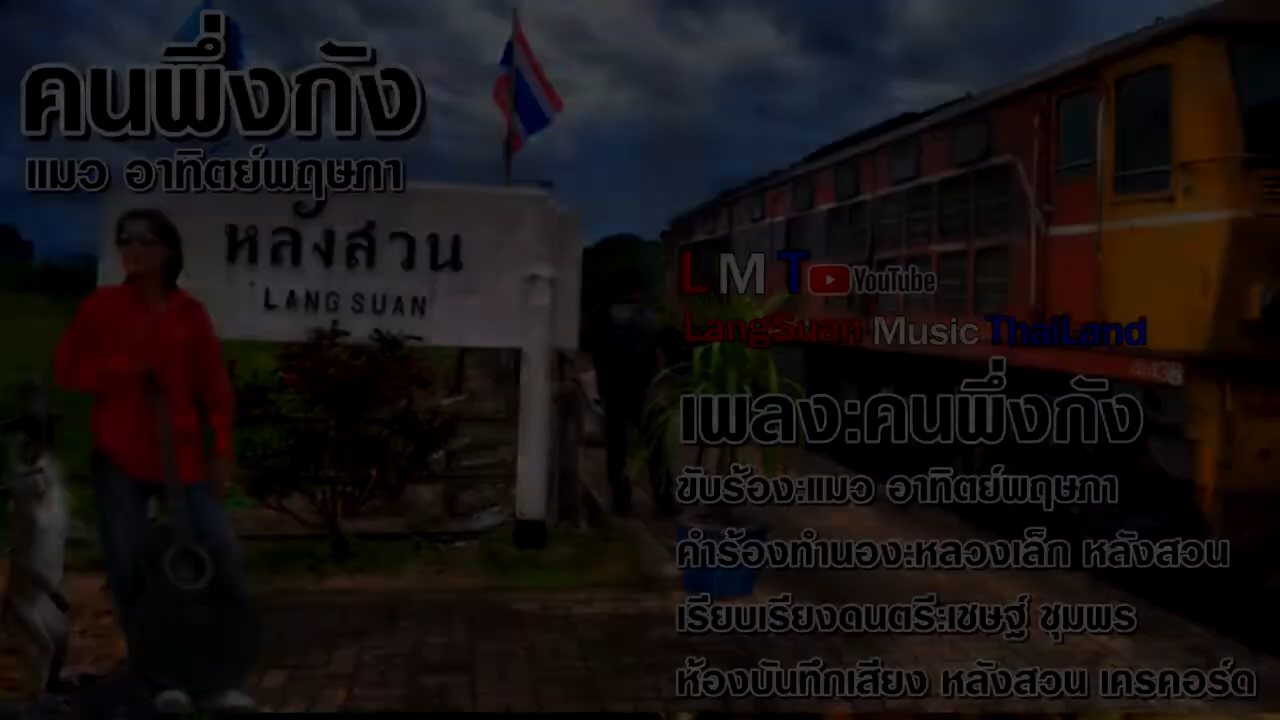 คนพึ่งกัง
แมว อาทิตย์พฤษภา
หลังสวน
LANG SUAN
L M T YouTube
LangSuan Music ThaiLand
เพลง:คนพึ่งกัง
ขับร้อง:แมว อาทิตย์พฤษภา
คำร้องทำนอง:หลวงเล็ก หลังสวน
เรียบเรียงดนตรี:เชษฐ์ ชุมพร
ห้องบันทึกเสียง หลังสวน เครคอร์ด